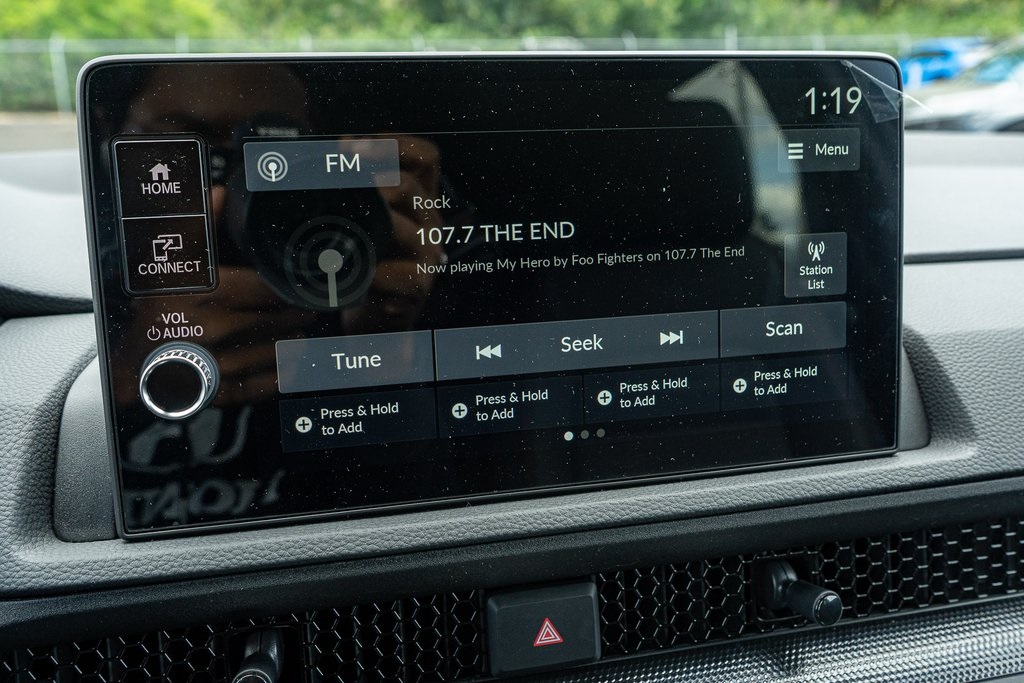 1:19
HOME
CONNECT
VOL
AUDIO
FM
Menu
Rock
107.7 THE END
Now playing My Hero by Foo Fighters on 107.7 The End
Station
List
Tune
Seek
Scan
Press & Hold
to Add
Press & Hold
to Add
Press & Hold
to Add
Press & Hold
to Add